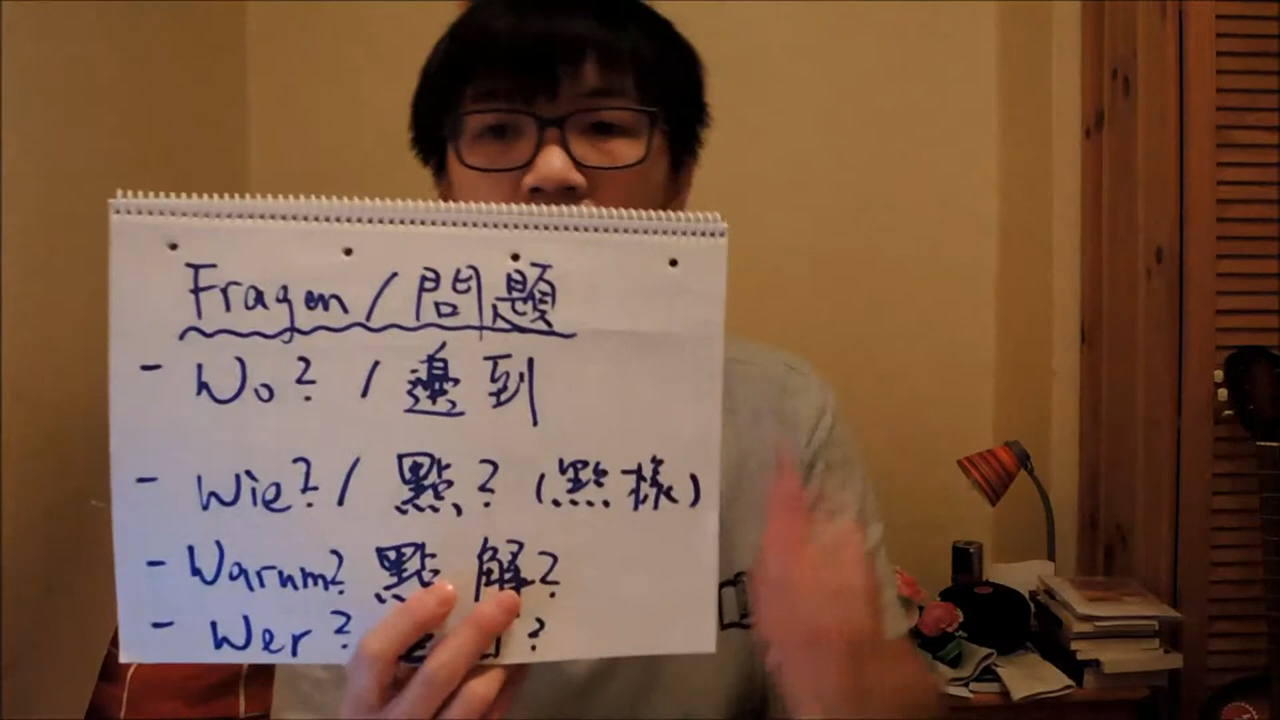 Fragen / 問題
- Wo? / 邊到
- Wie? / 點? (點樣)
- Warum? 點解?
- Wer? ?